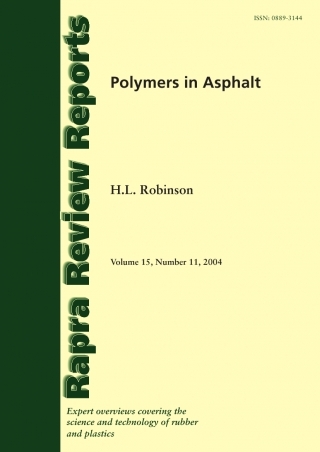 ISSN: 0889-3144
Rapra Review Reports
Polymers in Asphalt
H.L. Robinson
Volume 15, Number 11, 2004
Expert overviews covering the
science and technology of rubber
and plastics